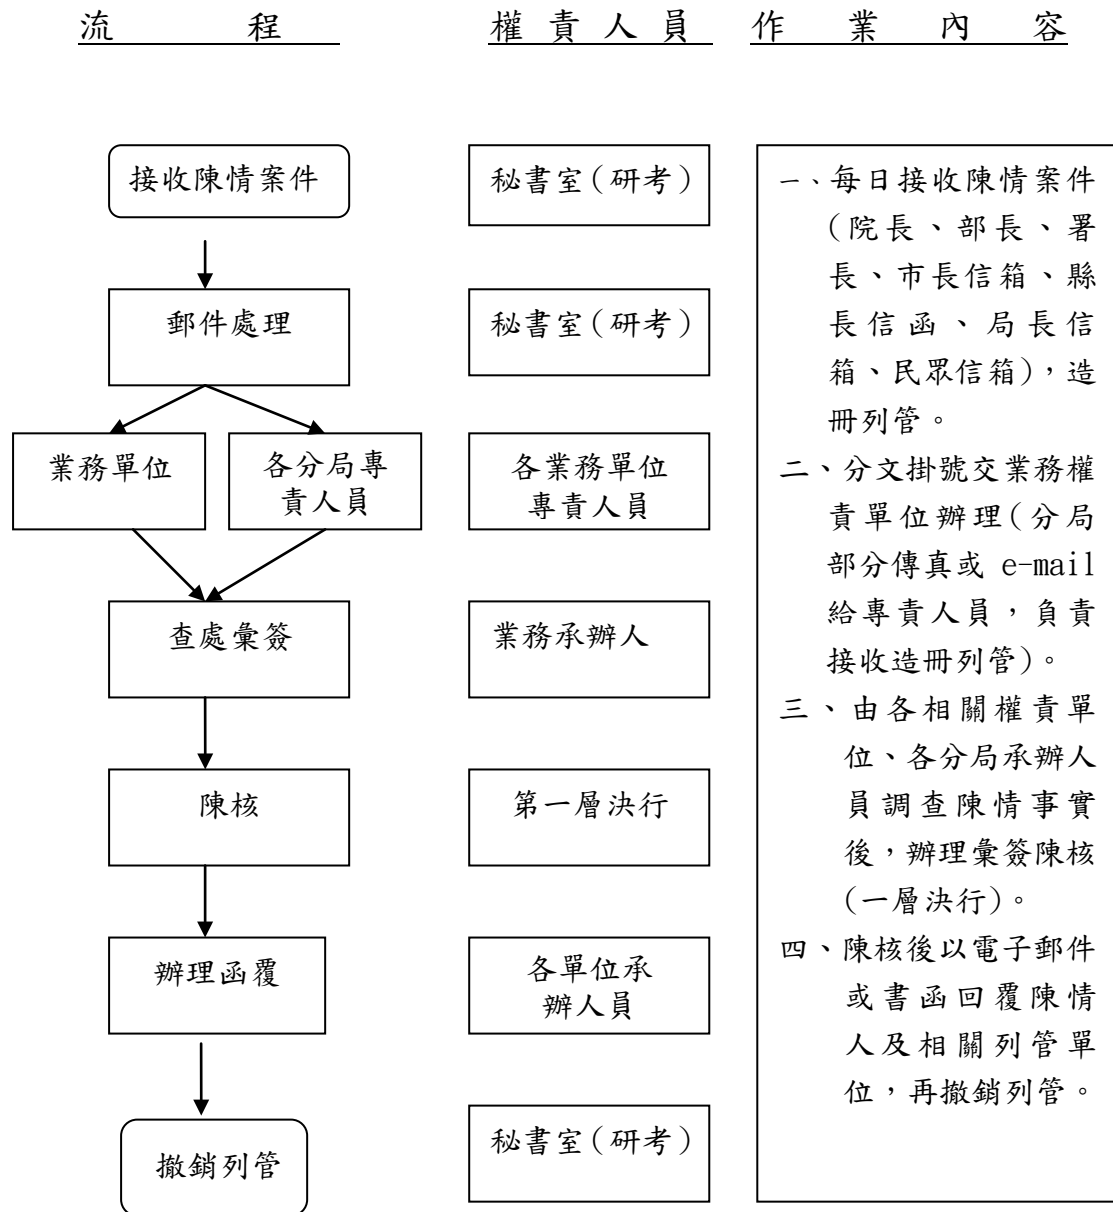 流程 權責人員 作業內容
接收陳情案件
秘書室(研考)
郵件處理
秘書室(研考)
業務單位
各分局專
責人員
各業務單位
專責人員
查處彙簽
業務承辦人
陳核
第一層決行
辦理函覆
各單位承
辦人員
撤銷列管
秘書室(研考)
一、每日接收陳情案件
(院長、部長、署
長、市長信箱、縣
長信函、局長信
箱、民眾信箱),造
冊列管。
二、分文掛號交業務權
責單位辦理(分局
部分傳真或 e-mail
給專責人員,負責
接收造冊列管)。
三、由各相關權責單
位、各分局承辦人
員調查陳情事實
後,辦理彙簽陳核
(一層決行)。
四、陳核後以電子郵件
或書函回覆陳情
人及相關列管單
位,再撤銷列管。